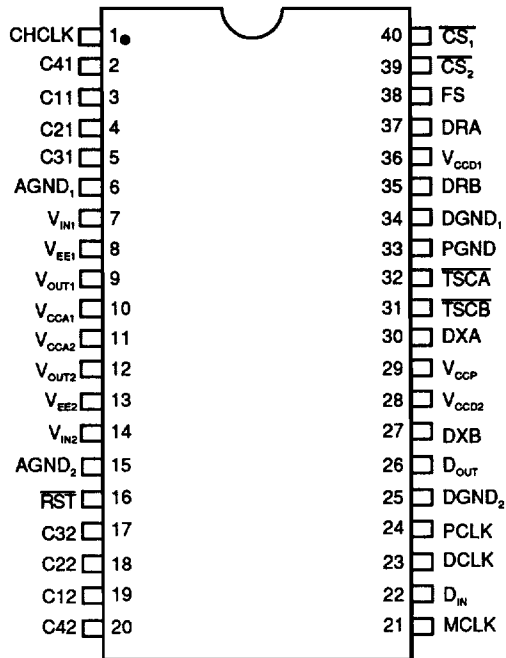 CHCLK 1 40 CS₁
C41 2 39 CS₂
C11 3 38 FS
C21 4 37 DRA
C31 5 36 VCCD1
AGND₁ 6 35 DRB
VIN1 7 34 DGND₁
VEE1 8 33 PGND
VOUT1 9 32 TSCA
VCCA1 10 31 TSCB
VCCA2 11 30 DXA
VOUT2 12 29 VCCP
VEE2 13 28 VCCD2
VIN2 14 27 DXB
AGND₂ 15 26 DOUT
RST 16 25 DGND₂
C32 17 24 PCLK
C22 18 23 DCLK
C12 19 22 DIN
C42 20 21 MCLK